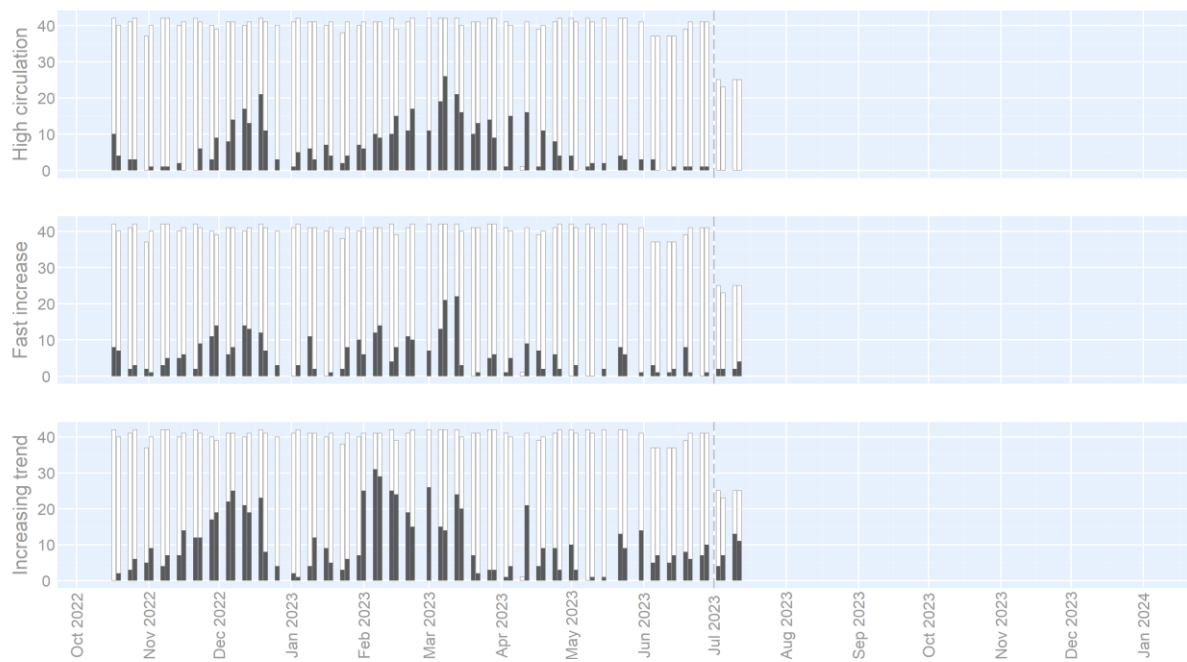 High circulation
40
30
20
10
0
Fast increase
40
30
20
10
0
Increasing trend
40
30
20
10
0
Oct 2022
Nov 2022
Dec 2022
Jan 2023
Feb 2023
Mar 2023
Apr 2023
May 2023
Jun 2023
Jul 2023
Aug 2023
Sep 2023
Oct 2023
Nov 2023
Dec 2023
Jan 2024